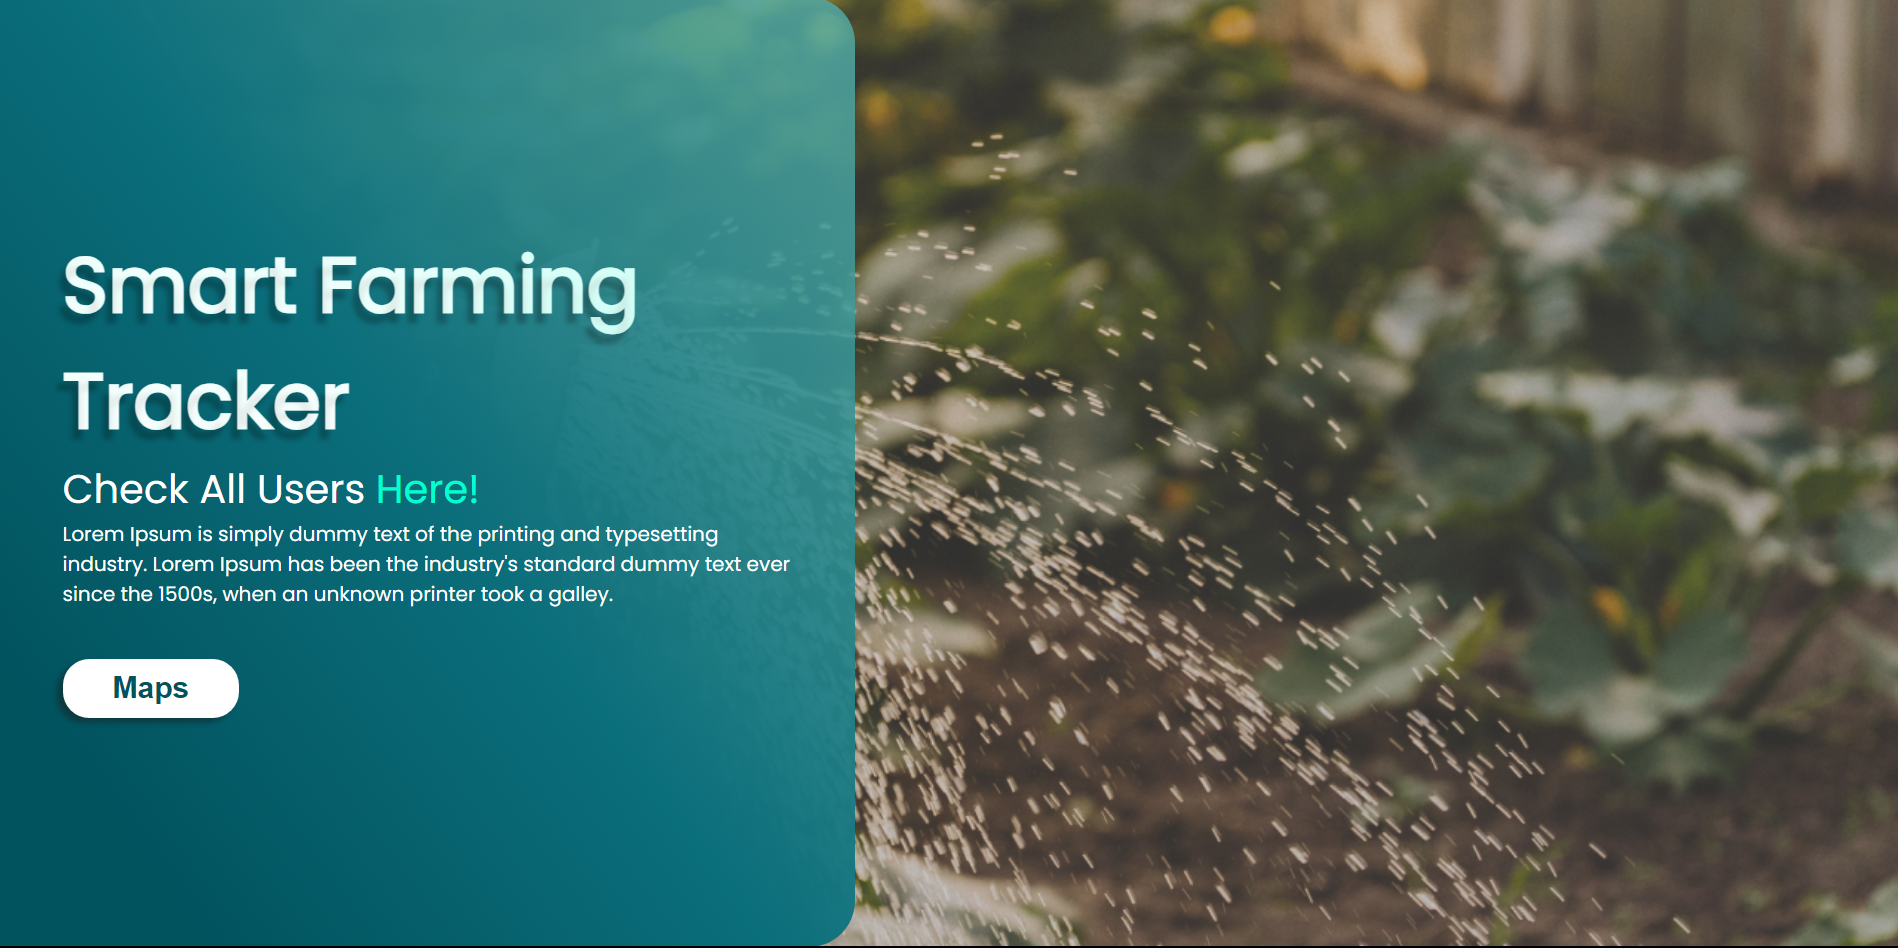 Smart Farming
Tracker
Check All Users Here!
Lorem Ipsum is simply dummy text of the printing and typesetting
industry. Lorem Ipsum has been the industry's standard dummy text ever
since the 1500s, when an unknown printer took a galley.
Maps